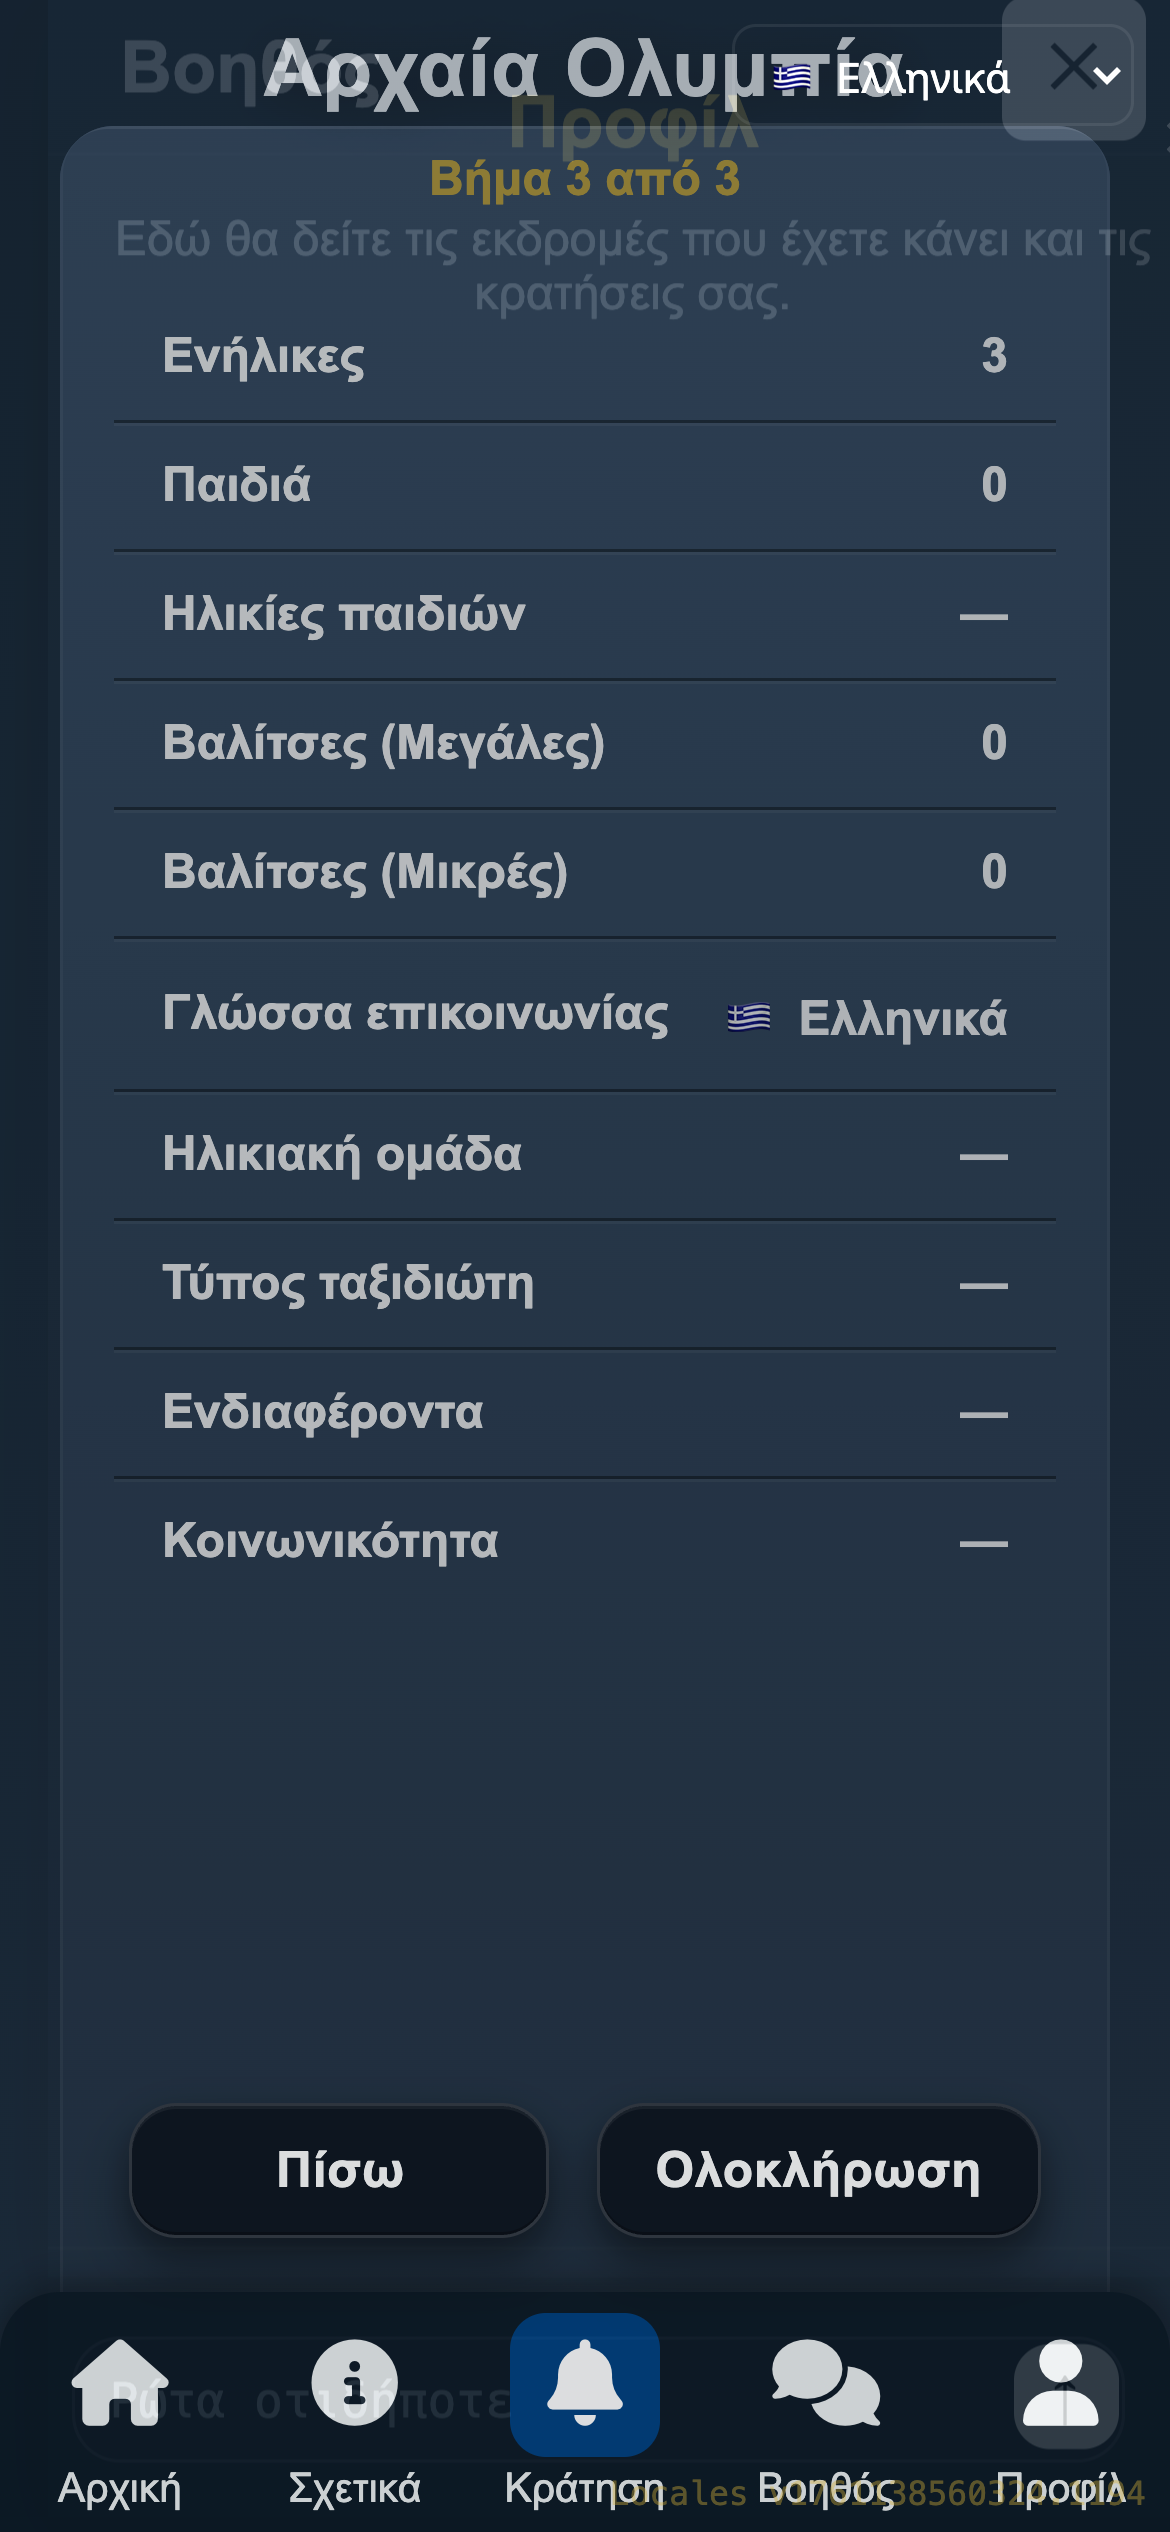 Βοηθός
Αρχαία Ολυμπία
Ελληνικά
Προφίλ
Βήμα 3 από 3
Εδώ θα δείτε τις εκδρομές που έχετε κάνει και τις
κρατήσεις σας.
Ενήλικες 3
Παιδιά 0
Ηλικίες παιδιών —
Βαλίτσες (Μεγάλες) 0
Βαλίτσες (Μικρές) 0
Γλώσσα επικοινωνίας Ελληνικά
Ηλικιακή ομάδα —
Τύπος ταξιδιώτη —
Ενδιαφέροντα —
Κοινωνικότητα —
Πίσω Ολοκλήρωση
Ρώτα οτιδήποτε
Αρχική Σχετικά Κράτηση Βοηθός Προφίλ
Locales